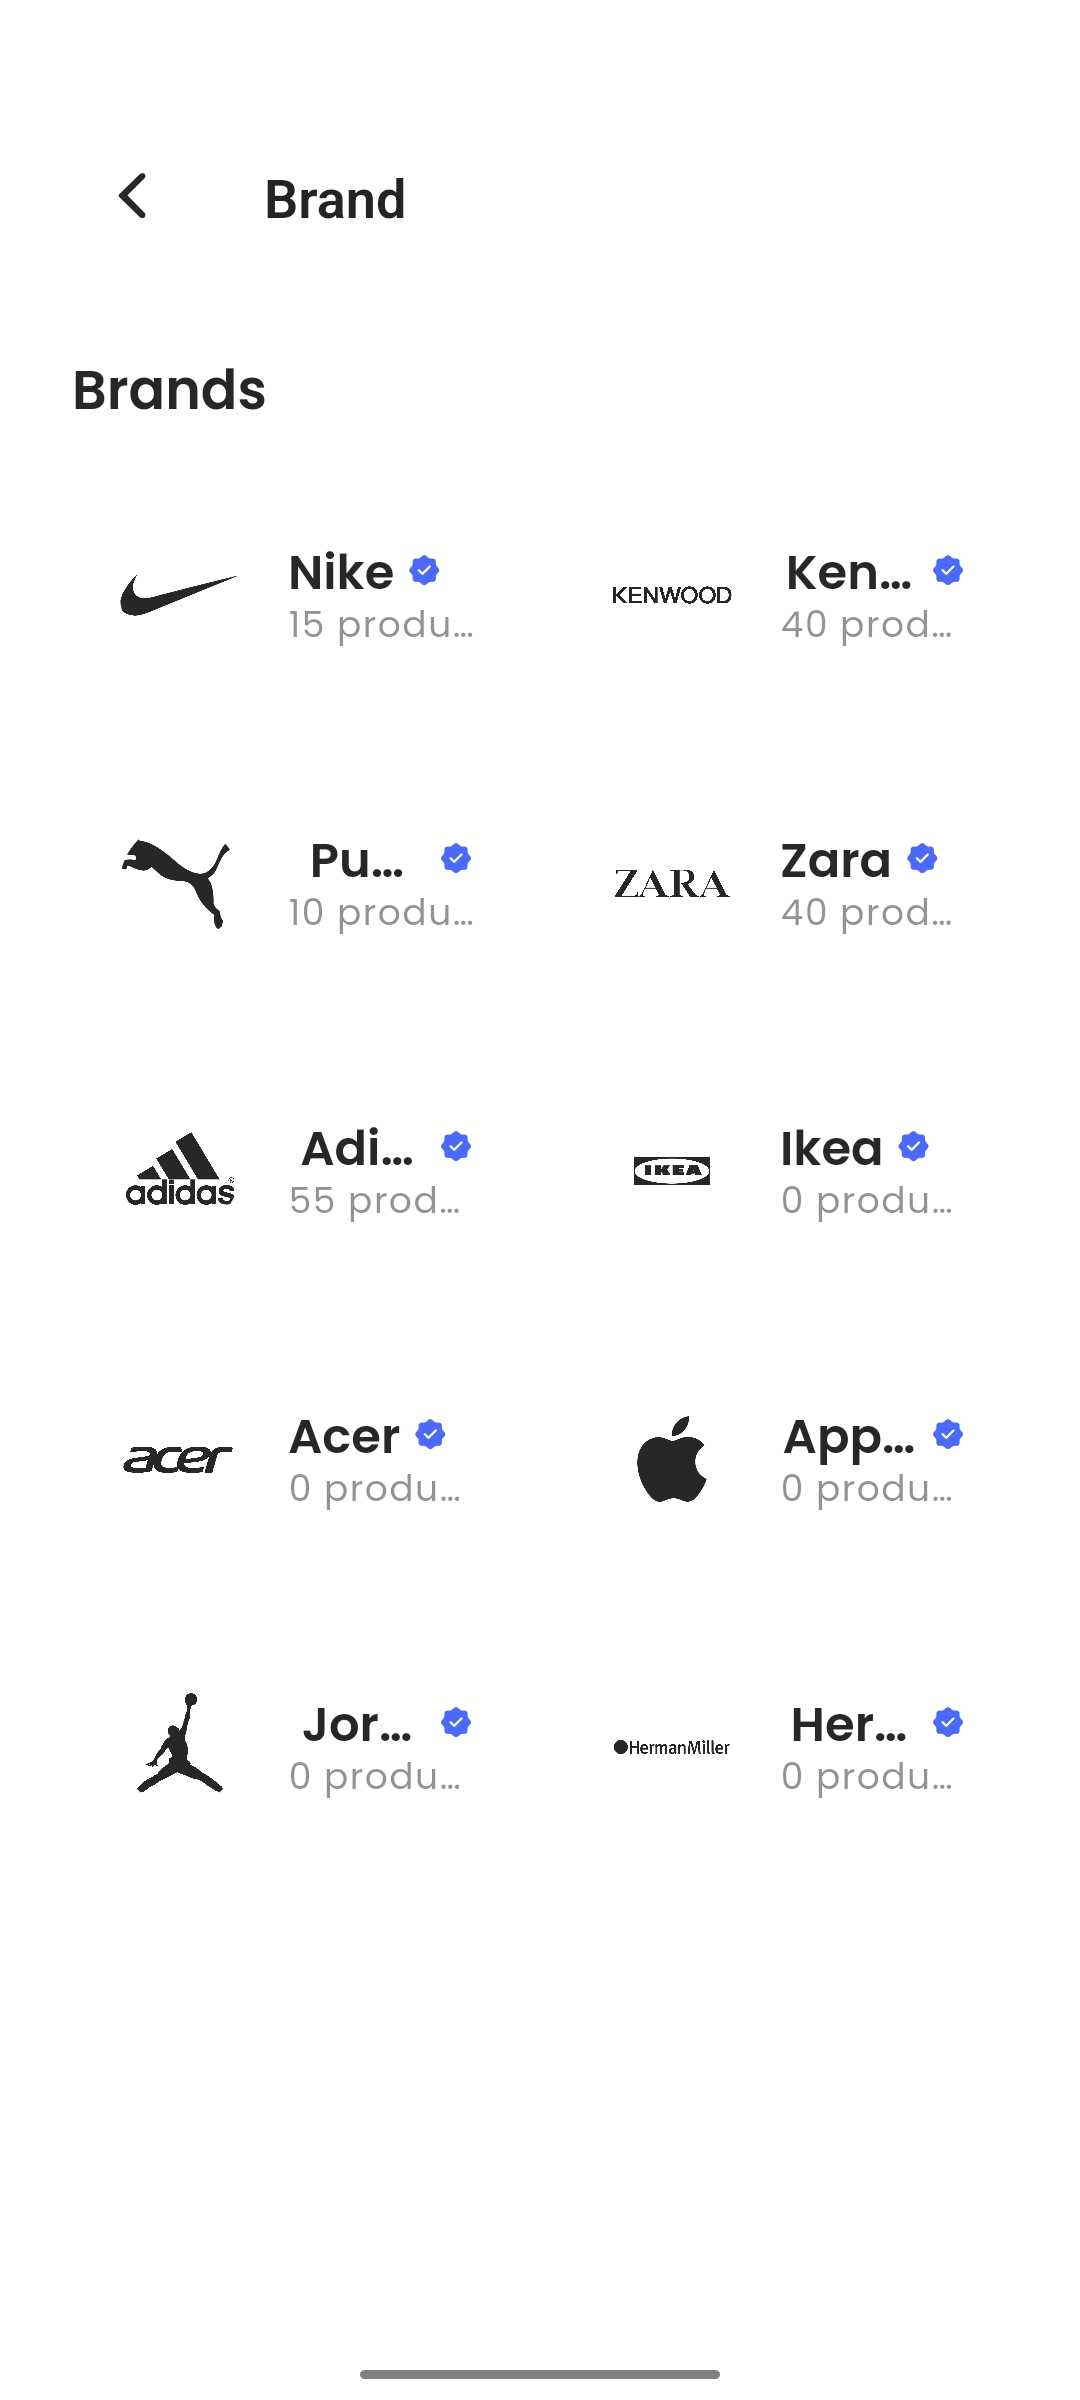 Brand
Brands
Nike
15 produ...
KENWOOD
Ken...
40 prod...
Pu...
10 produ...
ZARA
Zara
40 prod...
adidas®
Adi...
55 prod...
IKEA
Ikea
0 produ...
acer
Acer
0 produ...
App...
0 produ...
Jor...
0 produ...
HermanMiller
Her...
0 produ...